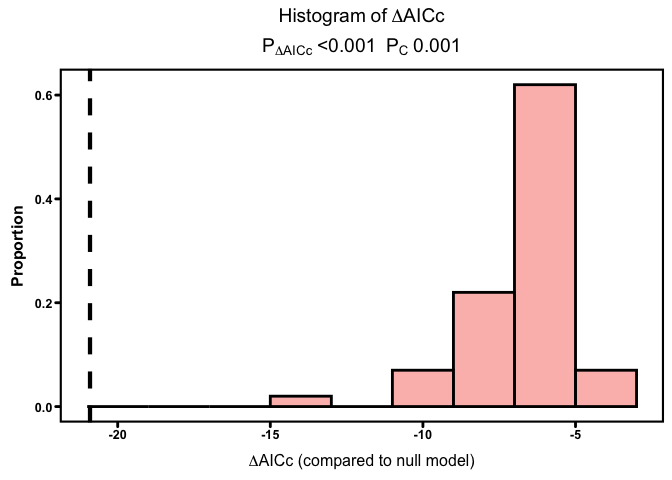 Histogram of ΔAICc
PΔAICc <0.001 PC 0.001
0.6
0.4
0.2
0.0
Proportion
-20
-15
-10
-5
ΔAICc (compared to null model)